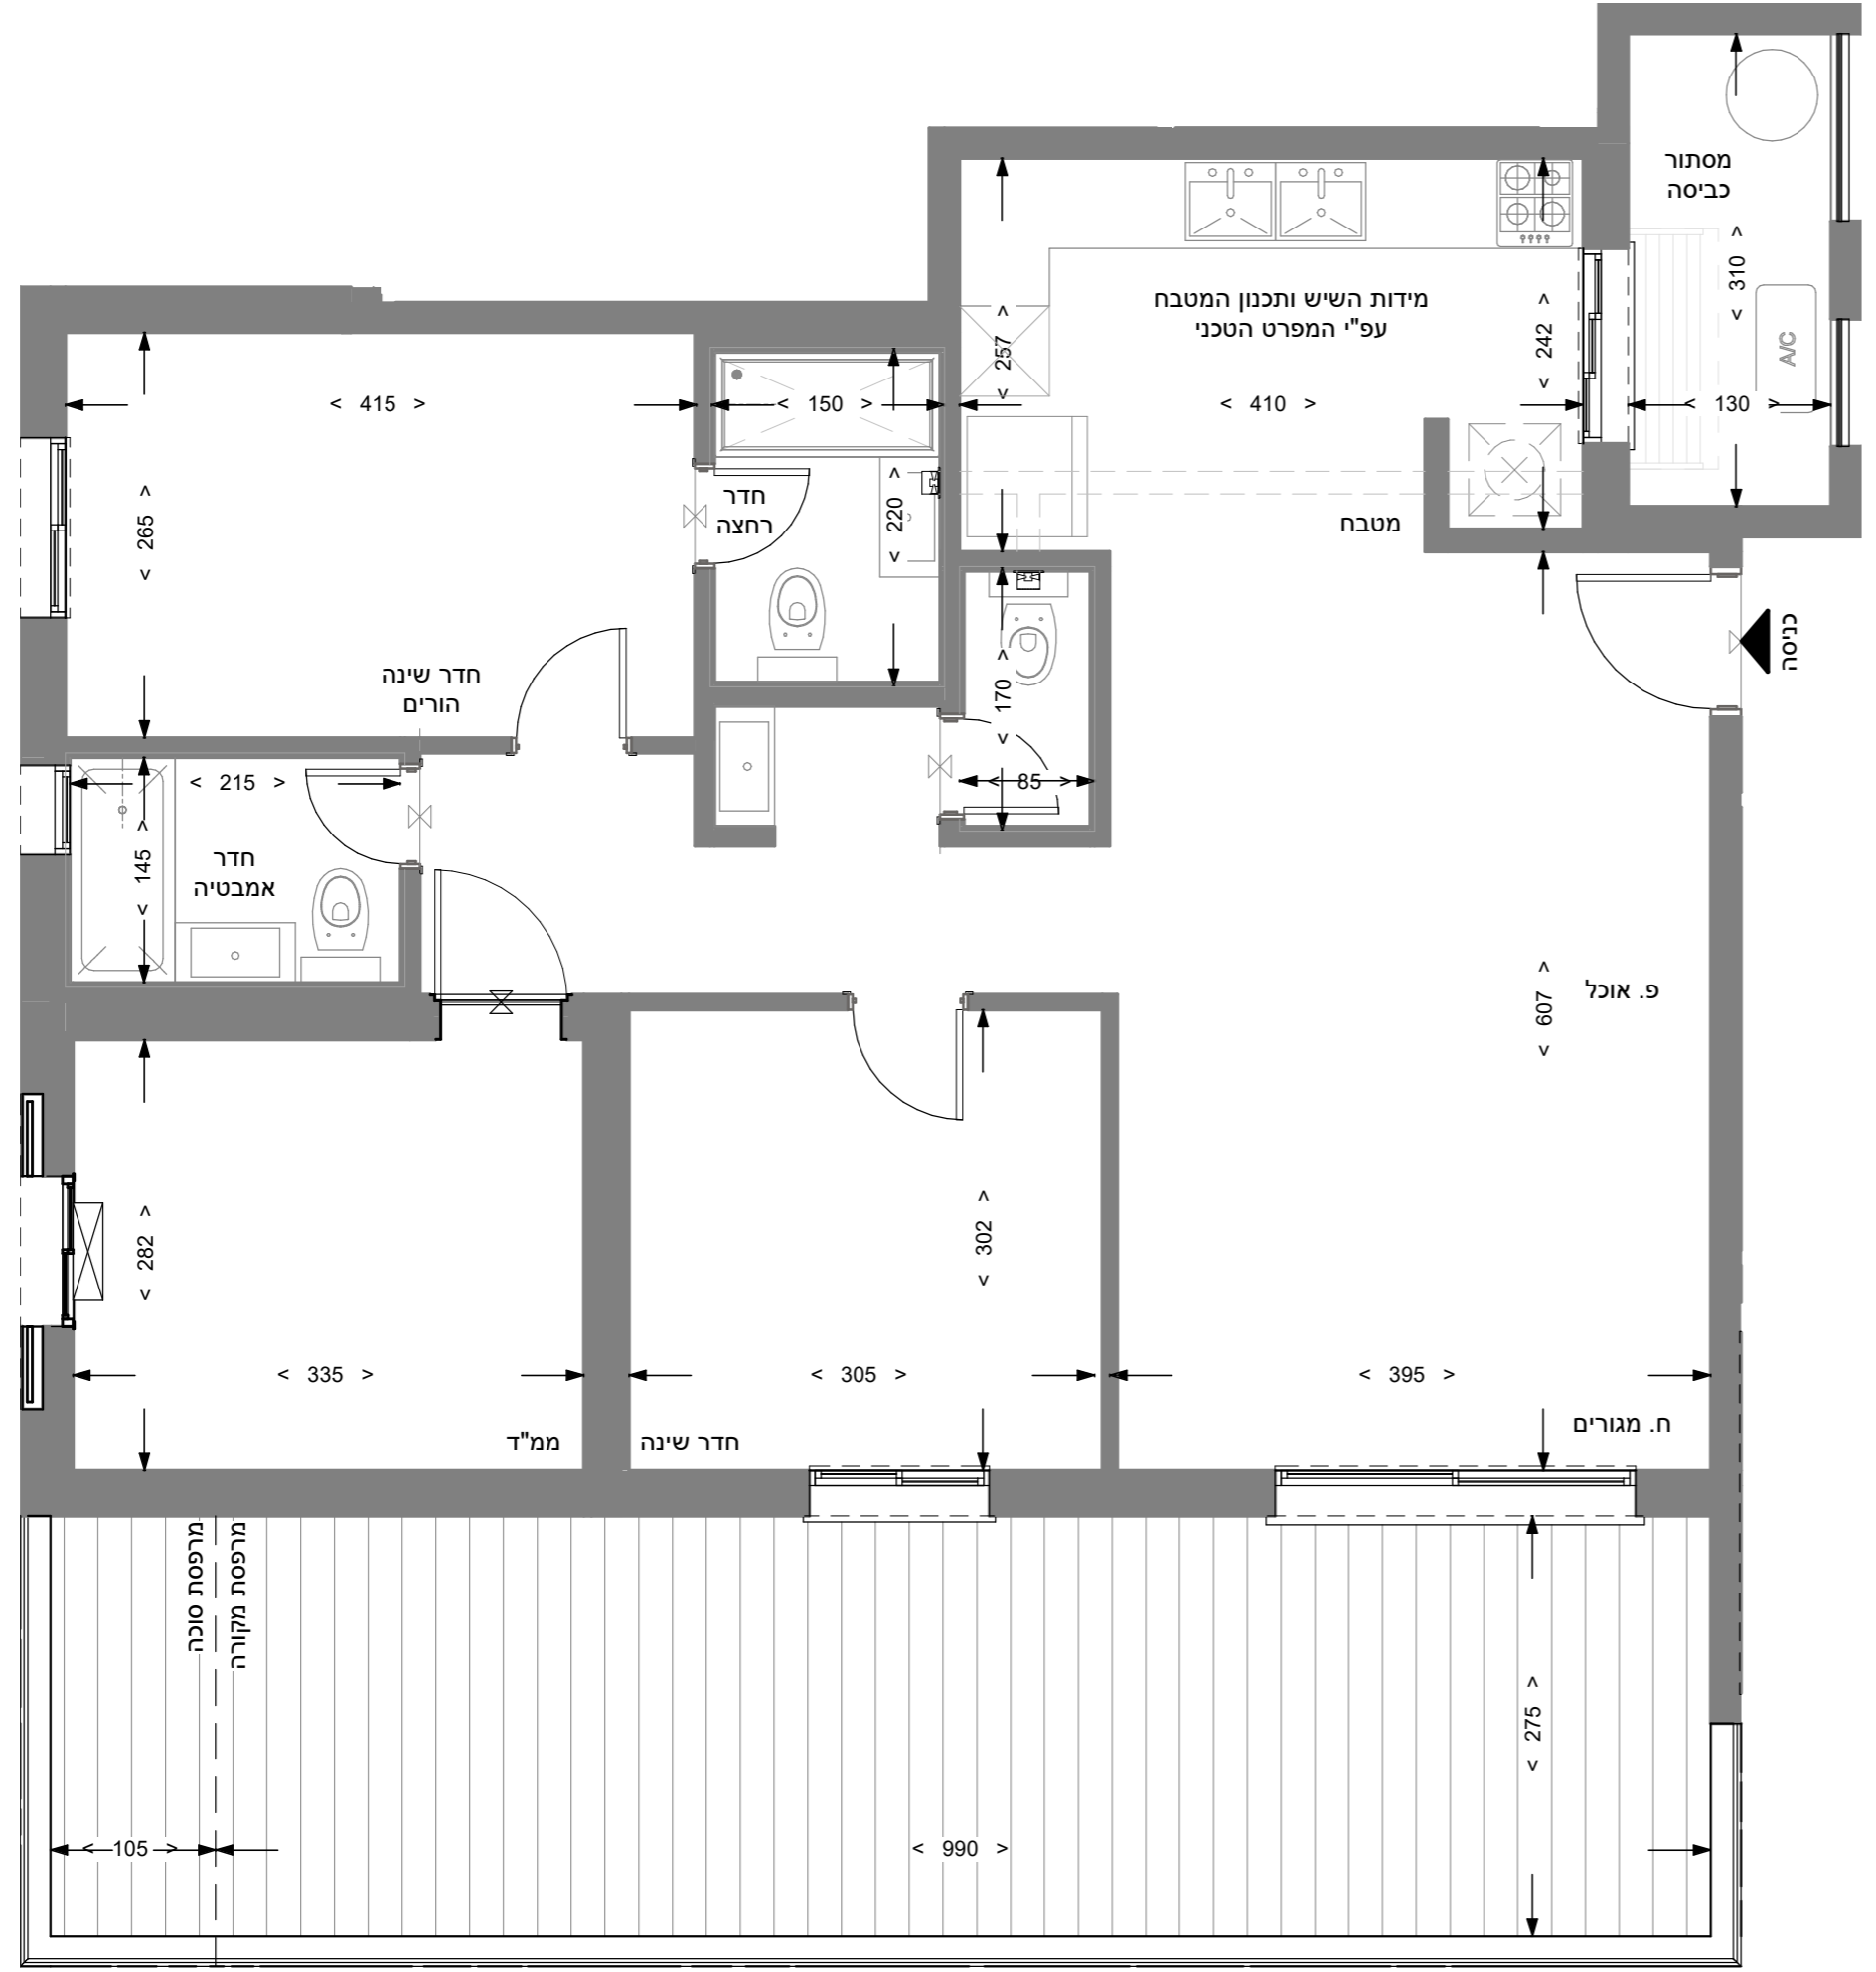 מסתור
כביסה
< 310 >
A/C
< 130 >
מידות השיש ותכנון המטבח
עפ"י המפרט הטכני
< 257 >
< 242 >
< 410 >
מטבח
< 415 >
< 150 >
< 265 >
חדר
רחצה
< 220 >
חדר שינה
הורים
< 170 >
< 85 >
כניסה
< 215 >
< 145 >
חדר
אמבטיה
פ. אוכל
< 607 >
< 282 >
< 302 >
< 335 >
< 305 >
< 395 >
ממ"ד
חדר שינה
ח. מגורים
מרפסת סוכה
מרפסת מקורה
< 275 >
< 105 >
< 990 >